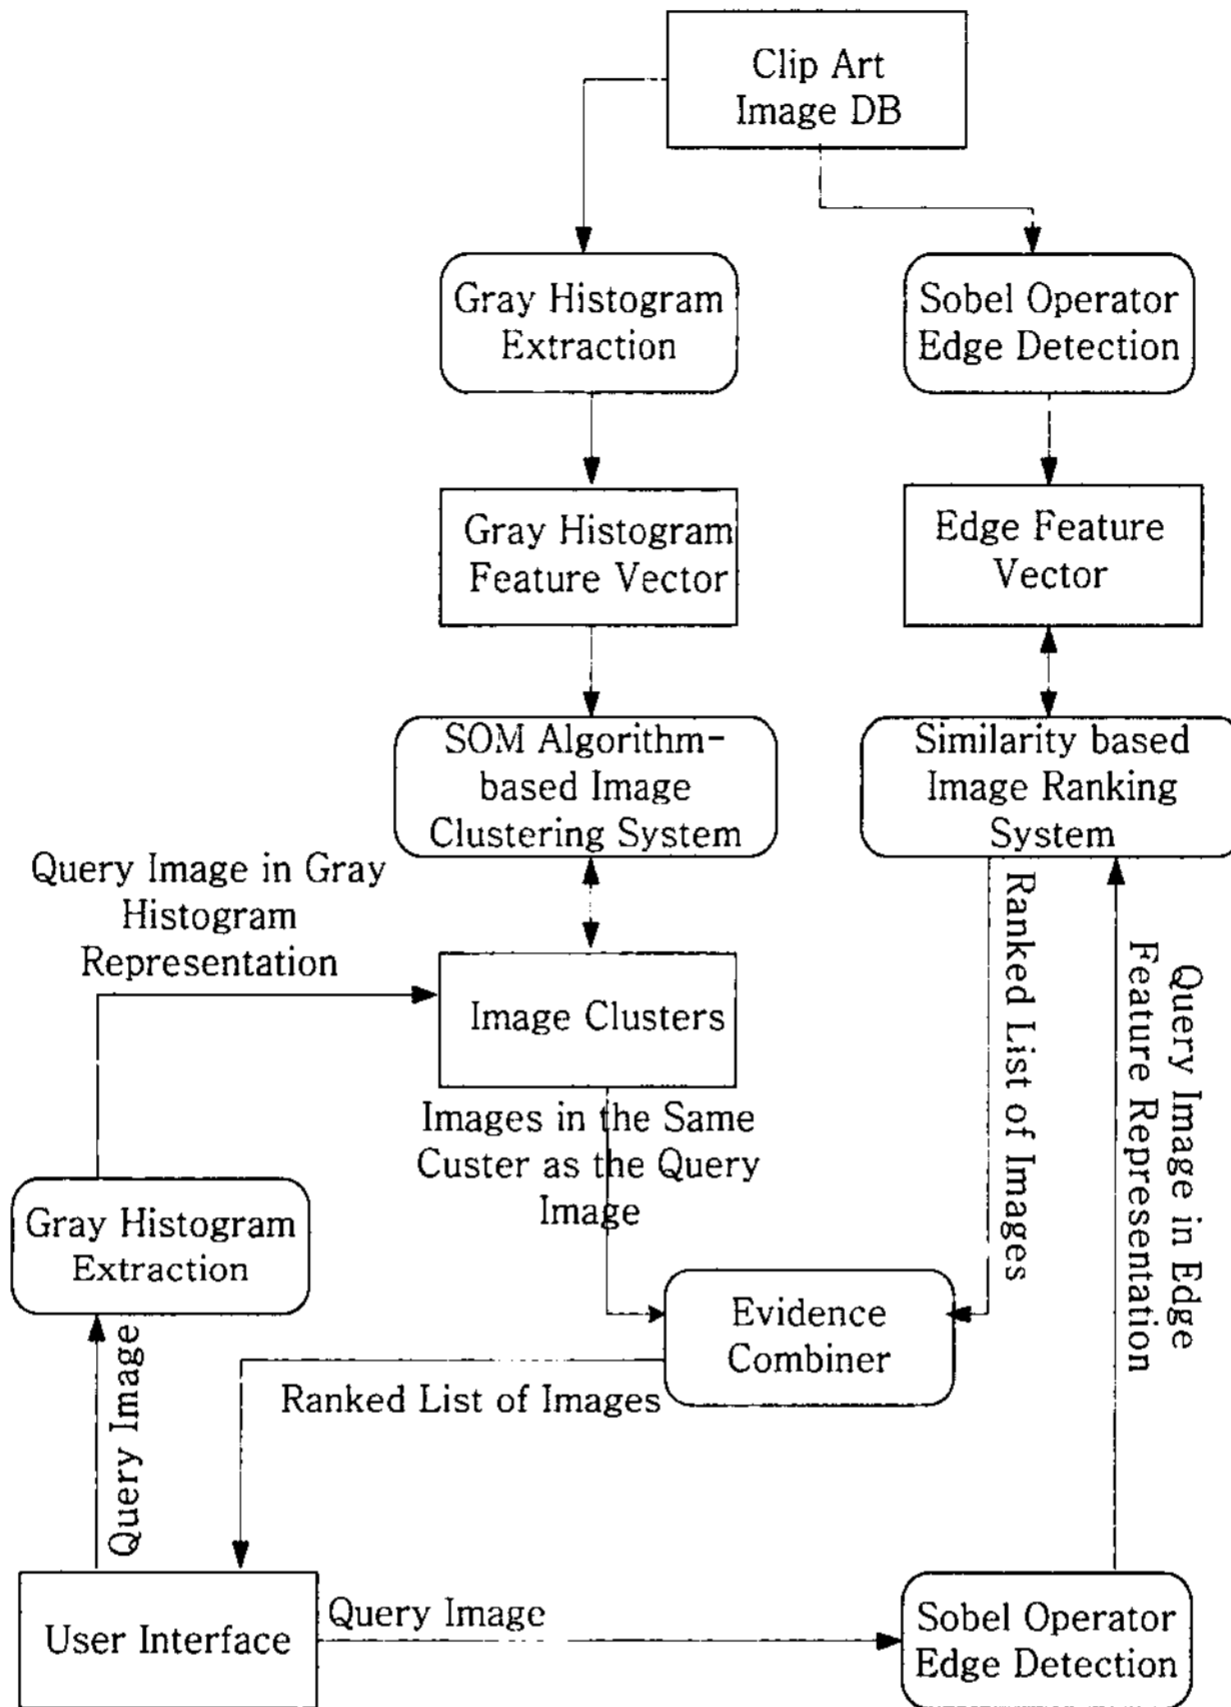 Clip Art
Image DB
Gray Histogram
Extraction
Sobel Operator
Edge Detection
Gray Histogram
Feature Vector
Edge Feature
Vector
SOM Algorithm-
based Image
Clustering System
Similarity based
Image Ranking
System
Query Image in Gray
Histogram
Representation
Image Clusters
Ranked List of Images
Query Image in Edge
Feature Representation
Images in the Same
Custer as the Query
Image
Gray Histogram
Extraction
Evidence
Combiner
Ranked List of Images
Query Image
User Interface
Query Image
Sobel Operator
Edge Detection